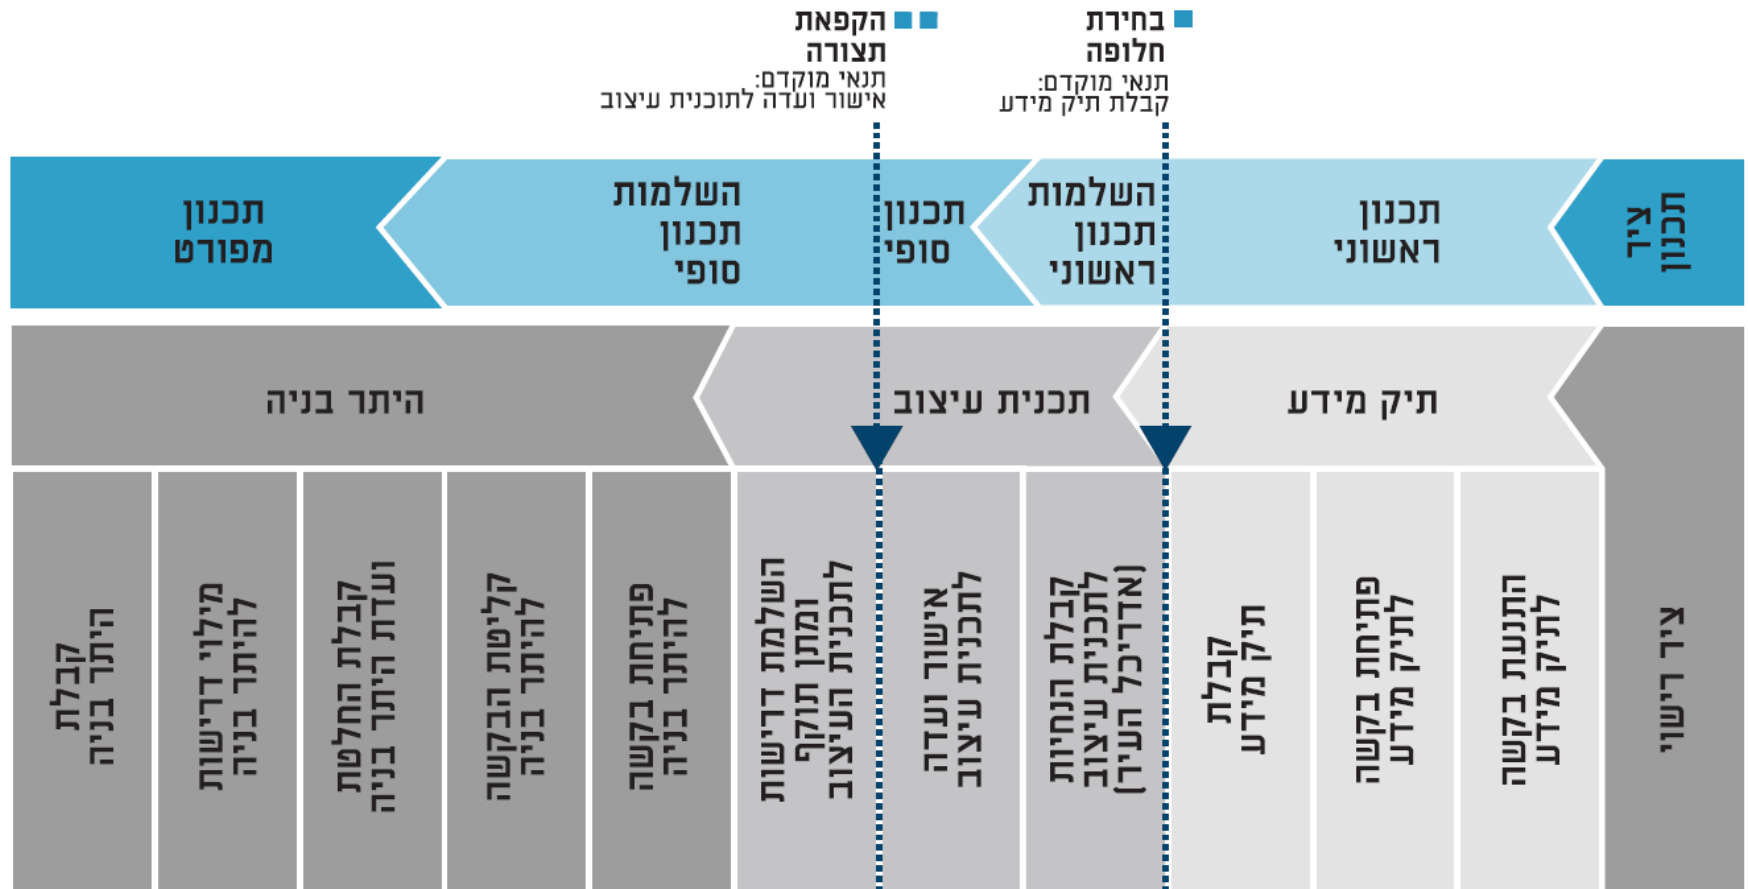 בחירת
חלופה
תנאי מוקדם:
קבלת תיק מידע
הקפאת
תצורה
תנאי מוקדם:
אישור ועדה לתוכנית עיצוב
ציר
תכנון
תכנון
ראשוני
השלמות
תכנון
ראשוני
תכנון
סופי
השלמות
תכנון
סופי
תכנון
מפורט
ציר רישוי
תיק מידע
תכנית עיצוב
היתר בניה
התנעת בקשה
לתיק מידע
פתיחת בקשה
לתיק מידע
קבלת
תיק מידע
קבלת הנחיות
לתכנית עיצוב
(אדריכל העיר)
אישור ועדה
לתכנית עיצוב
השלמת דרישות
ומתן תוקף
לתכנית העיצוב
פתיחת בקשה
להיתר בניה
קליטת הבקשה
להיתר בניה
קבלת החלטת
ועדת היתר בניה
מילוי דרישות
להיתר בניה
קבלת
היתר בניה